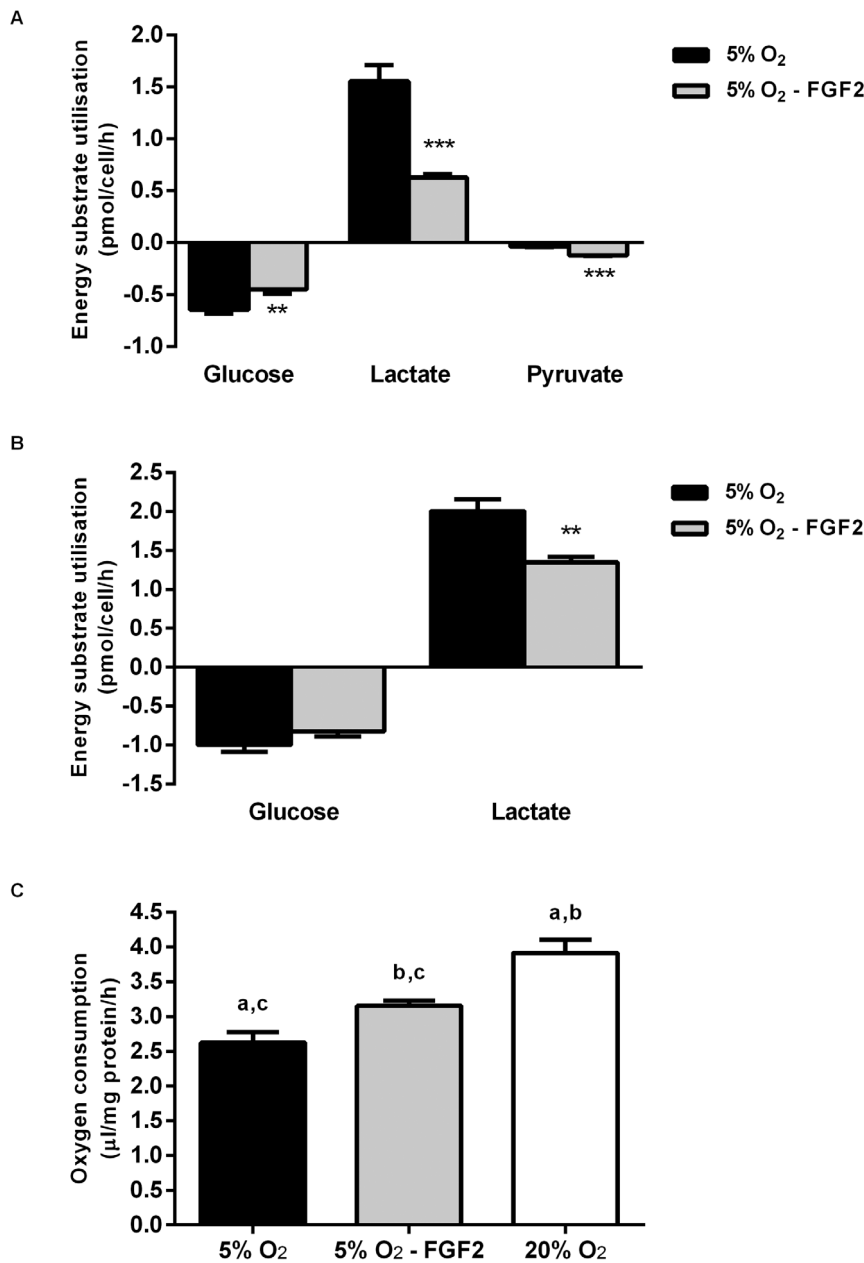 A
Energy substrate utilisation
(pmol/cell/h)
2.0
1.5
1.0
0.5
0.0
-0.5
-1.0
***
**
***
Glucose Lactate Pyruvate
5% O₂
5% O₂ - FGF2
B
Energy substrate utilisation
(pmol/cell/h)
2.5
2.0
1.5
1.0
0.5
0.0
-0.5
-1.0
-1.5
**
Glucose Lactate
5% O₂
5% O₂ - FGF2
C
Oxygen consumption
(µl/mg protein/h)
4.5
4.0
3.5
3.0
2.5
2.0
1.5
1.0
0.5
0.0
a,c
b,c
a,b
5% O₂ 5% O₂ - FGF2 20% O₂